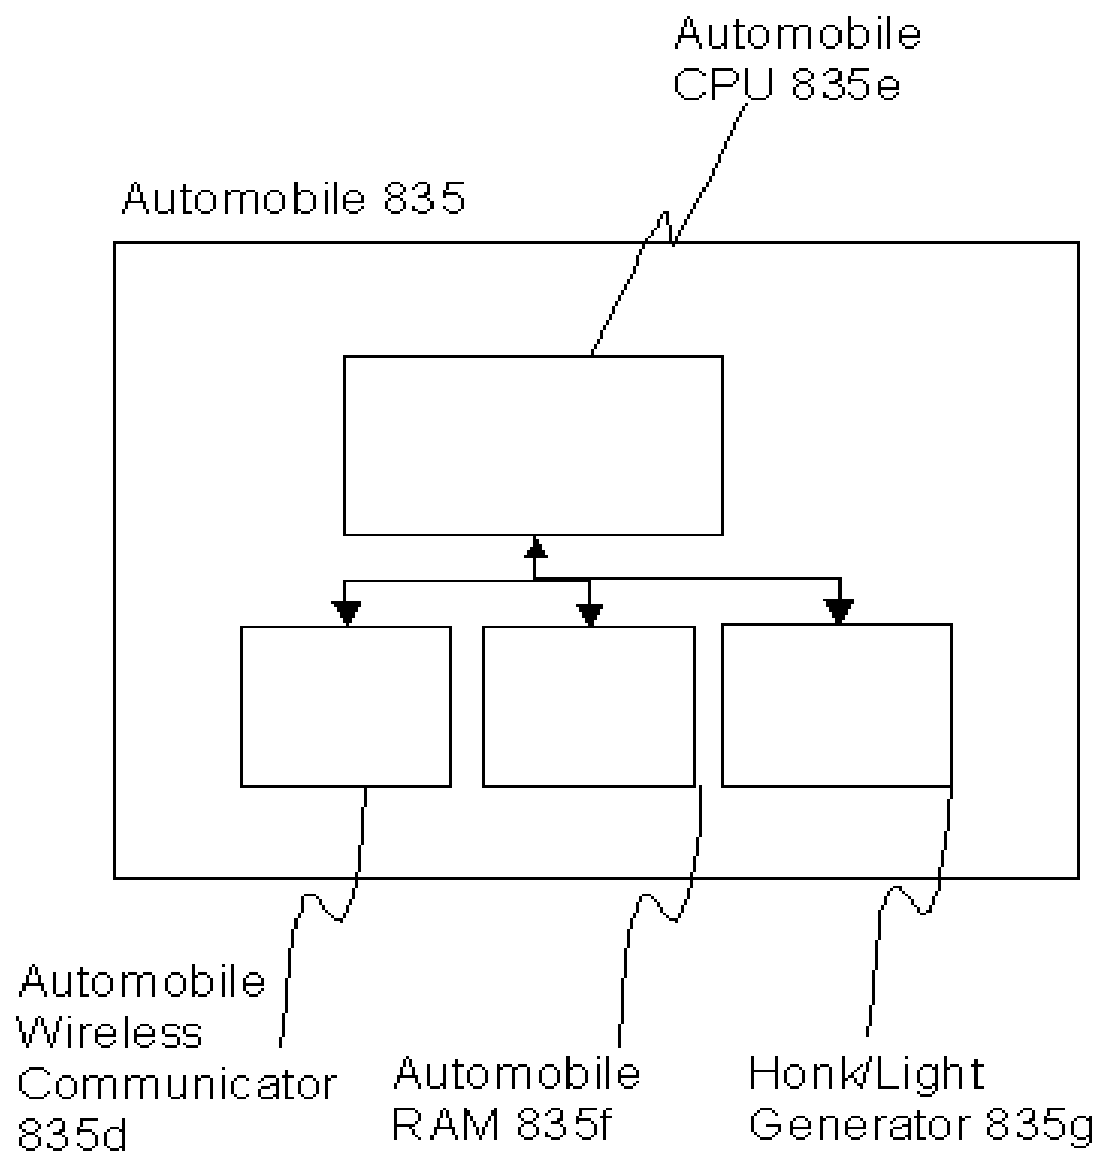 Automobile
CPU 835e
Automobile 835
Automobile
Wireless
Communicator
835d
Automobile
RAM 835f
Honk/Light
Generator 835g